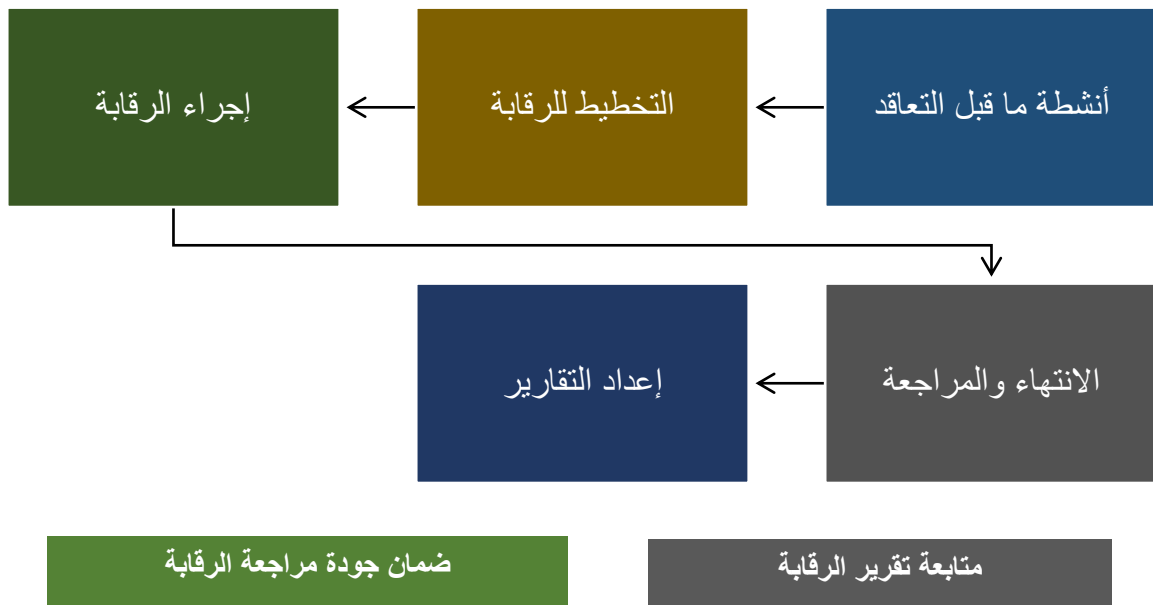 أنشطة ما قبل التعاقد
التخطيط للرقابة
إجراء الرقابة
الانتهاء والمراجعة
إعداد التقارير
متابعة تقرير الرقابة
ضمان جودة مراجعة الرقابة